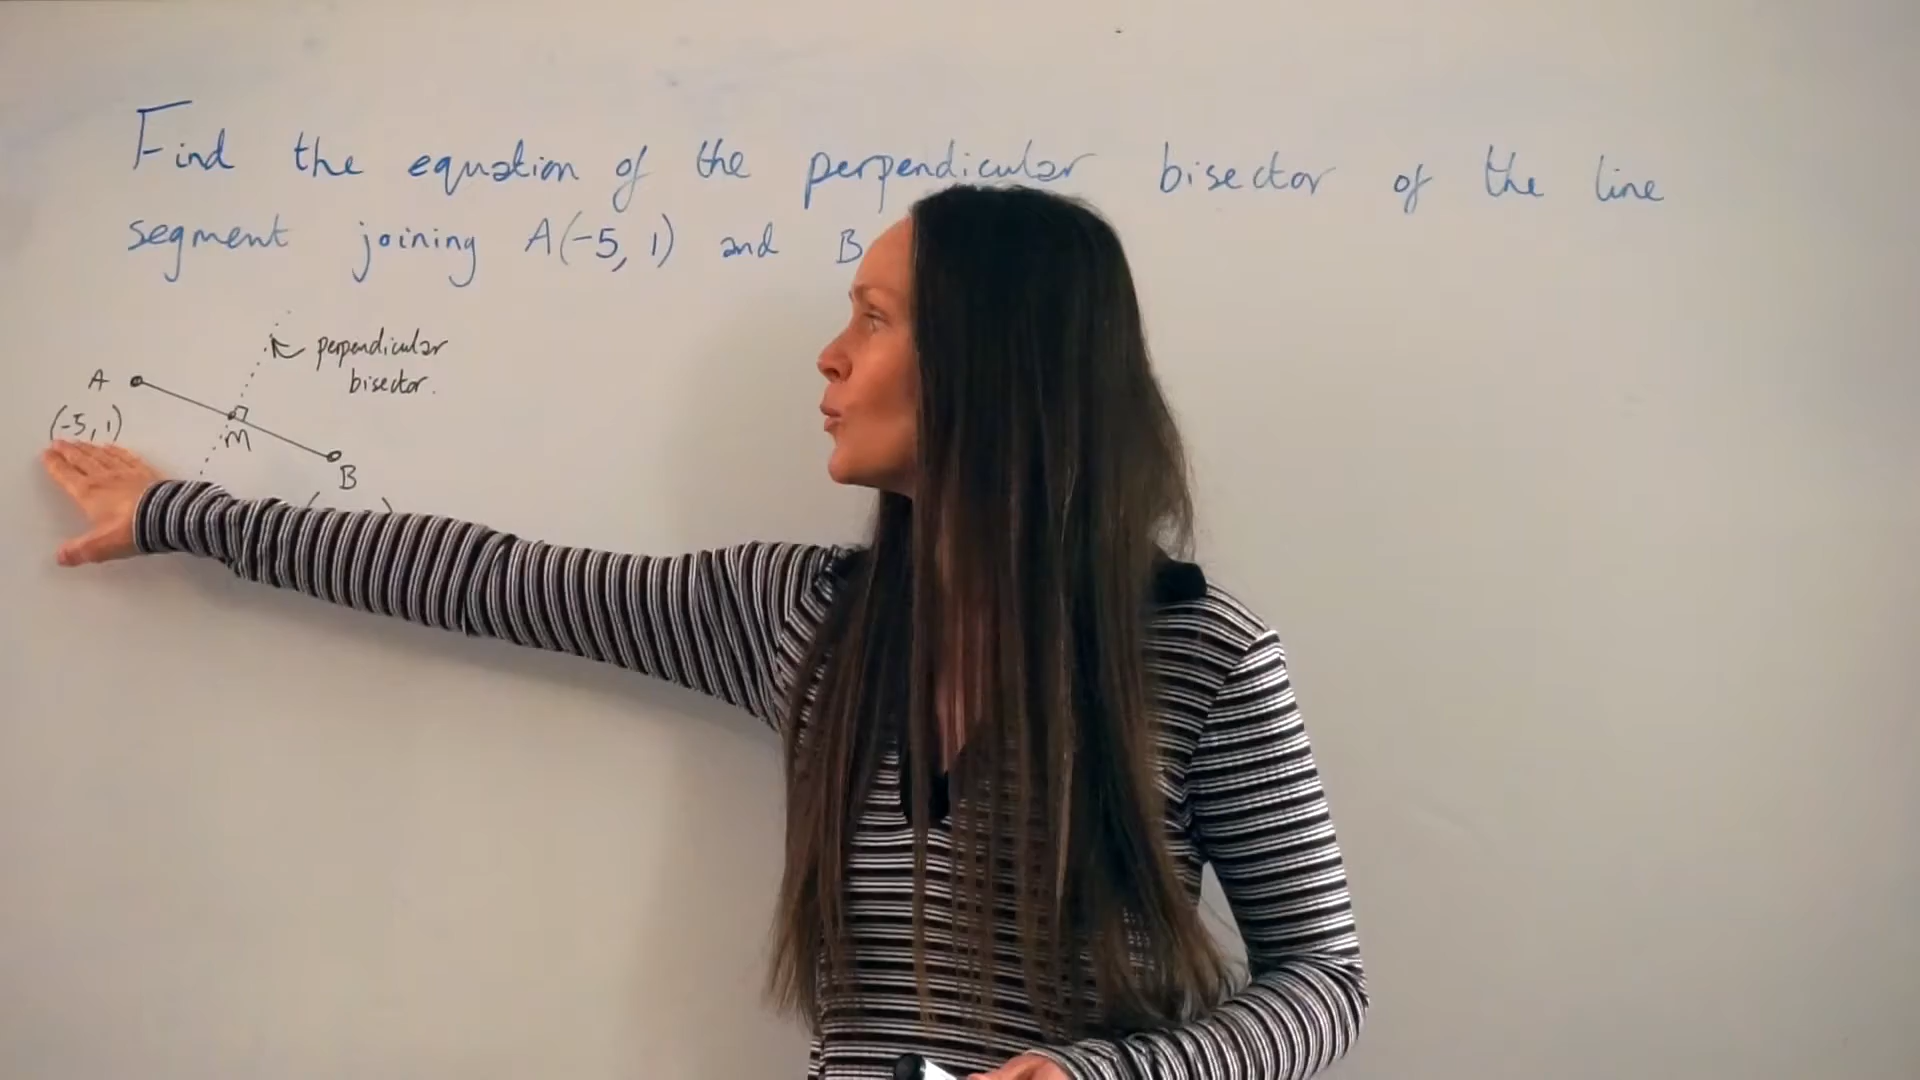 Find the equation of the perpendicular bisector of the line
segment joining A(-5, 1) and B
perpendicular
bisector.
A
(-5, 1)
M
B